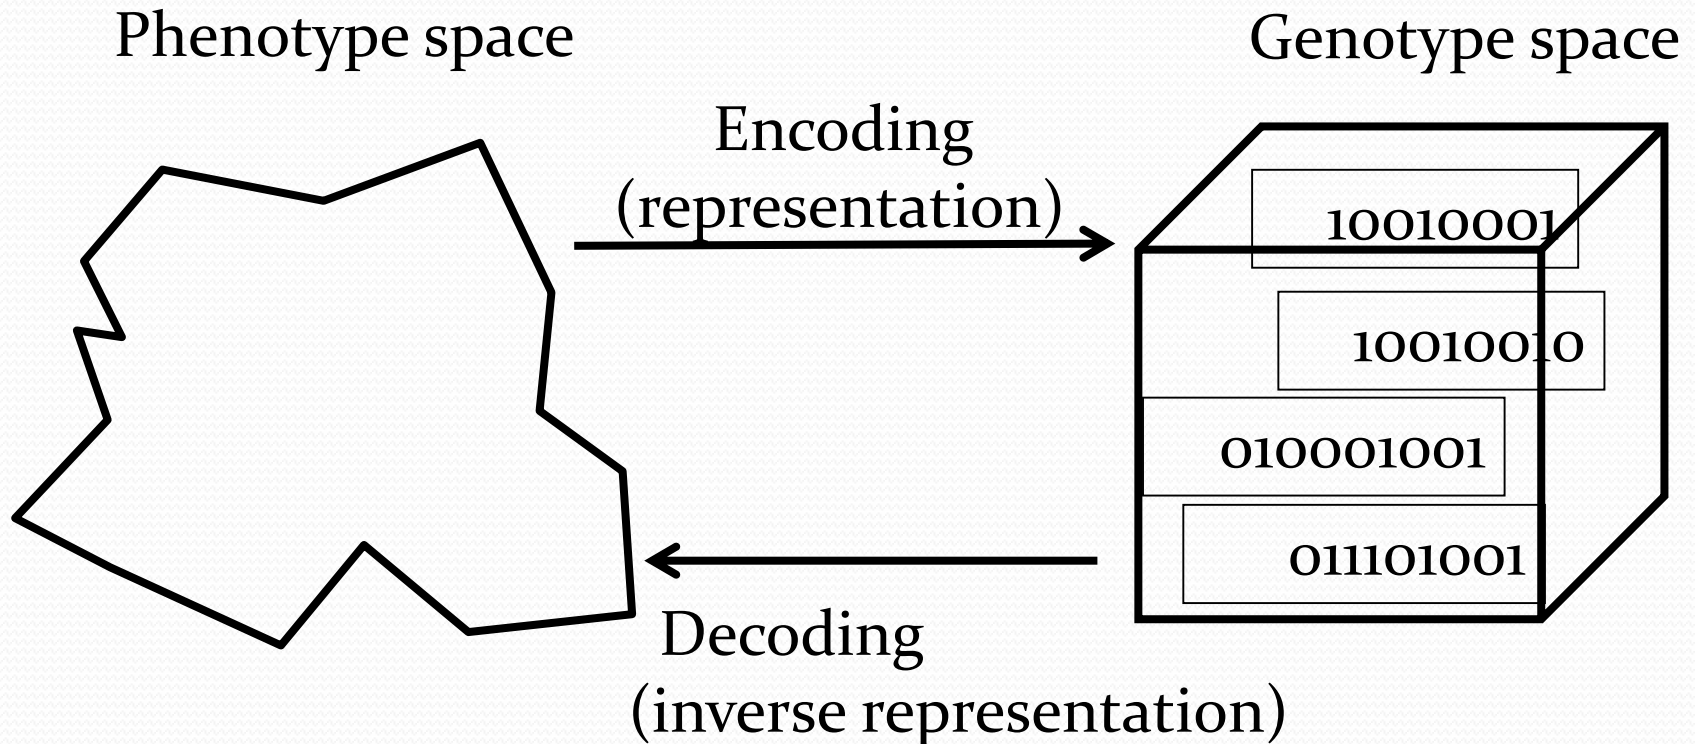 Phenotype space
Genotype space
Encoding
(representation)
10010001
10010010
010001001
011101001
Decoding
(inverse representation)